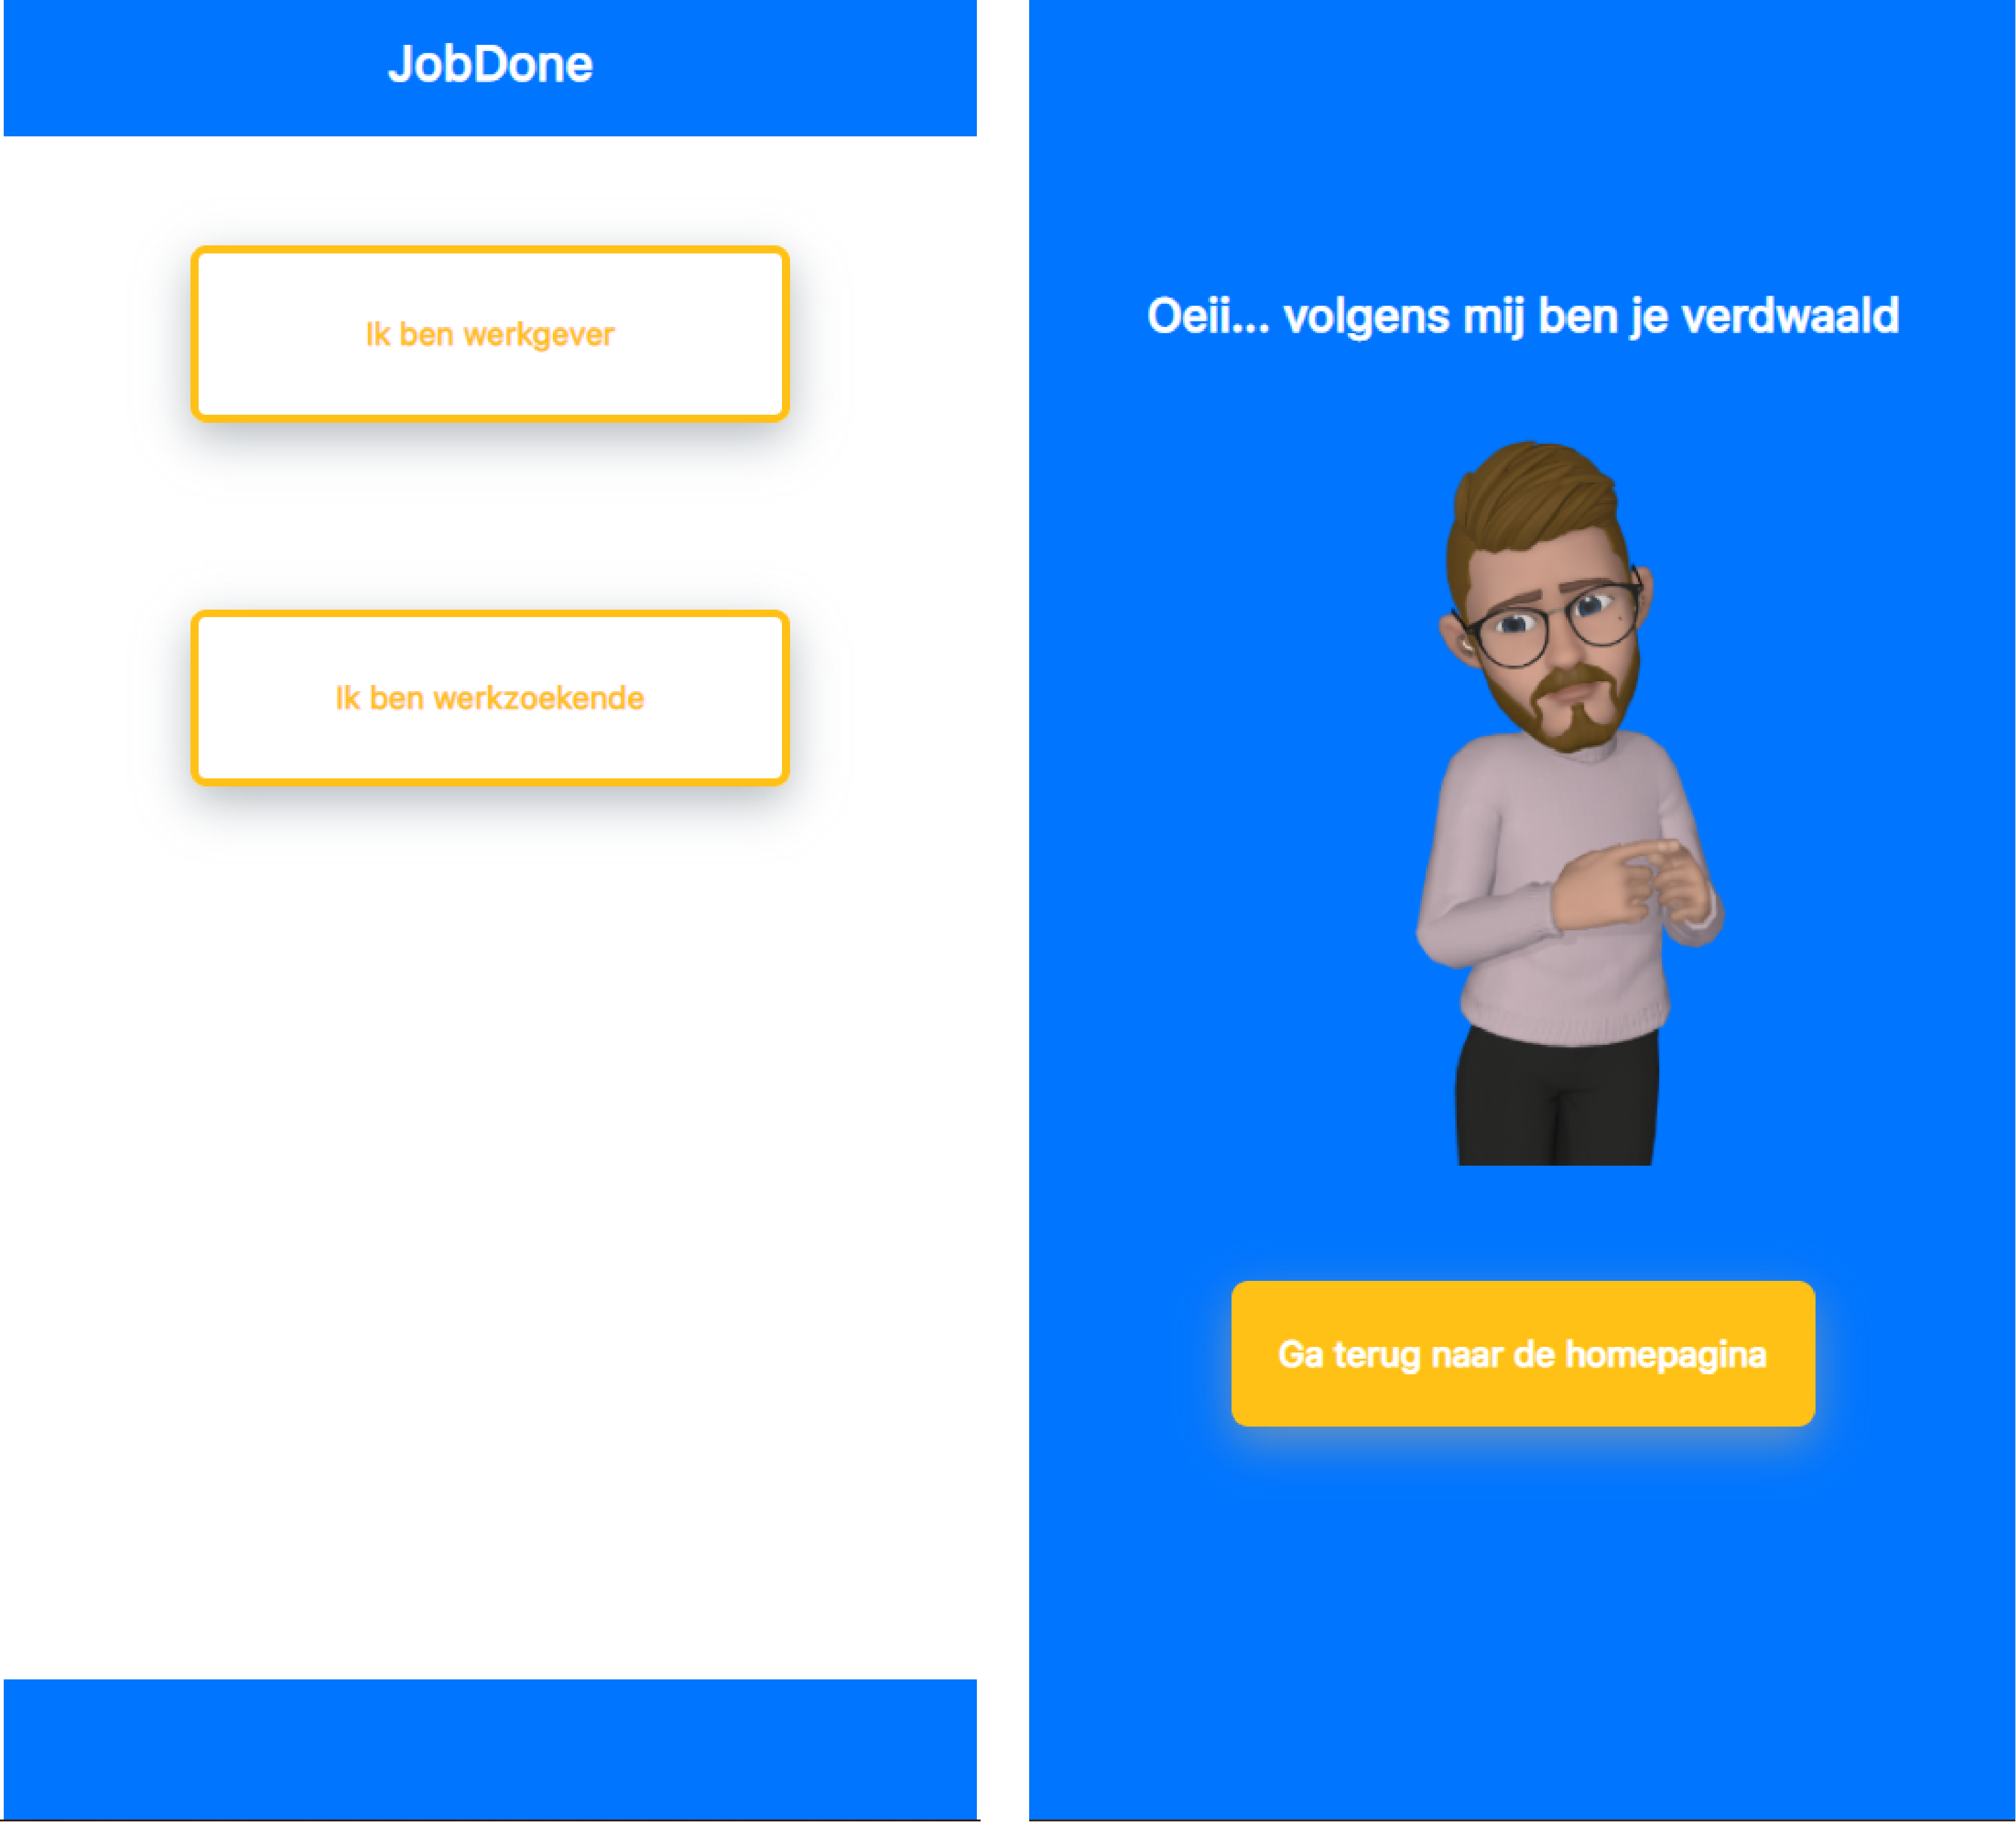 JobDone
Ik ben werkgever
Ik ben werkzoekende
Oeii... volgens mij ben je verdwaald
Ga terug naar de homepagina